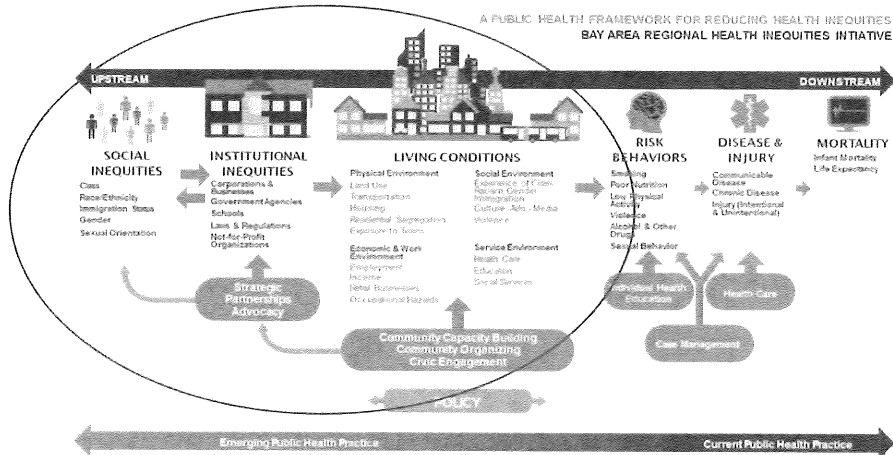 A PUBLIC HEALTH FRAMEWORK FOR REDUCING HEALTH INEQUITIES
BAY AREA REGIONAL HEALTH INEQUITIES INTIATIVE
UPSTREAM
DOWNSTREAM
SOCIAL
INEQUITIES
Class
Race/Ethnicity
Immigration Status
Gender
Sexual Orientation
INSTITUTIONAL
INEQUITIES
Corporations &
Businesses
Government Agencies
Schools
Laws & Regulations
Not-for-Profit
Organizations
LIVING CONDITIONS
Physical Environment
Land Use
Transportation
Housing
Residential Segregation
Exposure to Toxins
Economic & Work
Environment
Employment
Income
Retail Businesses
Occupational Hazards
Social Environment
Experience of Class
Racism Gender
Immigration
Culture - Ads - Media
Violence
Service Environment
Health Care
Education
Social Services
RISK
BEHAVIORS
Smoking
Poor Nutrition
Low Physical
Activity
Violence
Alcohol & Other
Drugs
Sexual Behavior
DISEASE &
INJURY
Communicable
Disease
Chronic Disease
Injury (Intentional
& Unintentional)
MORTALITY
Infant Mortality
Life Expectancy
Strategic
Partnerships
Advocacy
Community Capacity Building
Community Organizing
Civic Engagement
Individual Health
Education
Health Care
Case Management
POLICY
Emerging Public Health Practice
Current Public Health Practice